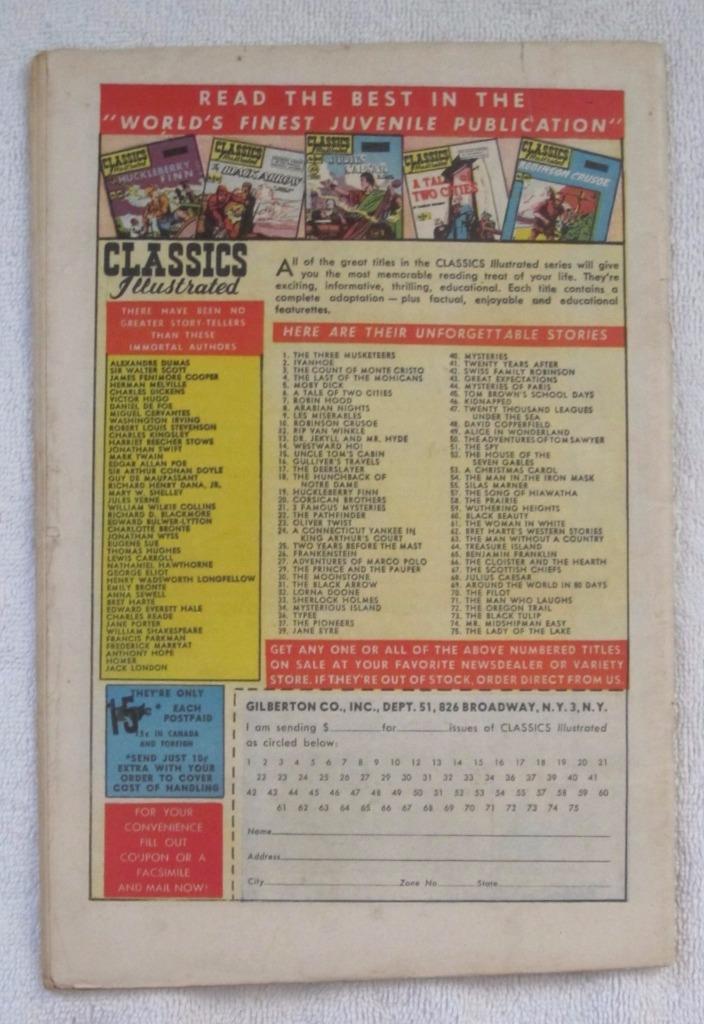 READ THE BEST IN THE
"WORLD'S FINEST JUVENILE PUBLICATION"
CLASSICS Illustrated
HUCKLEBERRY FINN
CLASSICS Illustrated
The BLACK ARROW
CLASSICS Illustrated
CLASSICS Illustrated
A TALE OF TWO CITIES
CLASSICS Illustrated
ROBINSON CRUSOE
CLASSICS
Illustrated
All of the great titles in the CLASSICS Illustrated series will give
you the most memorable reading treat of your life. They're
exciting, informative, thrilling, educational. Each title contains a
complete adaptation — plus factual, enjoyable and educational
featurettes.
THERE HAVE BEEN NO
GREATER STORY-TELLERS
THAN THESE
IMMORTAL AUTHORS
ALEXANDRE DUMAS
SIR WALTER SCOTT
JAMES FENIMORE COOPER
HERMAN MELVILLE
CHARLES DICKENS
VICTOR HUGO
DANIEL DE FOE
MIGUEL CERVANTES
WASHINGTON IRVING
ROBERT LOUIS STEVENSON
CHARLES KINGSLEY
HARRIET BEECHER STOWE
JONATHAN SWIFT
MARK TWAIN
EDGAR ALLAN POE
SIR ARTHUR CONAN DOYLE
GUY DE MAUPASSANT
RICHARD HENRY DANA, JR.
MARY W. SHELLEY
JULES VERNE
WILLIAM WILKIE COLLINS
RICHARD D. BLACKMORE
EDWARD BULWER-LYTTON
CHARLOTTE BRONTE
JONATHAN WYSS
EUGENE SUE
THOMAS HUGHES
LEWIS CARROLL
NATHANIEL HAWTHORNE
GEORGE ELIOT
HENRY WADSWORTH LONGFELLOW
EMILY BRONTE
ANNA SEWELL
BRET HARTE
EDWARD EVERETT HALE
CHARLES READE
JANE PORTER
WILLIAM SHAKESPEARE
FRANCIS PARKMAN
FREDERICK MARRYAT
ANTHONY HOPE
HOMER
JACK LONDON
HERE ARE THEIR UNFORGETTABLE STORIES
1. THE THREE MUSKETEERS
2. IVANHOE
3. THE COUNT OF MONTE CRISTO
4. THE LAST OF THE MOHICANS
5. MOBY DICK
6. A TALE OF TWO CITIES
7. ROBIN HOOD
8. ARABIAN NIGHTS
9. LES MISERABLES
10. ROBINSON CRUSOE
12. RIP VAN WINKLE
13. DR. JEKYLL AND MR. HYDE
14. WESTWARD HO!
15. UNCLE TOM'S CABIN
16. GULLIVER'S TRAVELS
17. THE DEERSLAYER
18. THE HUNCHBACK OF
NOTRE DAME
19. HUCKLEBERRY FINN
20. CORSICAN BROTHERS
21. 3 FAMOUS MYSTERIES
22. THE PATHFINDER
23. OLIVER TWIST
24. A CONNECTICUT YANKEE IN
KING ARTHUR'S COURT
25. TWO YEARS BEFORE THE MAST
26. FRANKENSTEIN
27. ADVENTURES OF MARCO POLO
29. THE PRINCE AND THE PAUPER
30. THE MOONSTONE
31. THE BLACK ARROW
32. LORNA DOONE
33. SHERLOCK HOLMES
34. MYSTERIOUS ISLAND
36. TYPEE
37. THE PIONEERS
39. JANE EYRE
40. MYSTERIES
41. TWENTY YEARS AFTER
42. SWISS FAMILY ROBINSON
43. GREAT EXPECTATIONS
44. MYSTERIES OF PARIS
45. TOM BROWN'S SCHOOL DAYS
46. KIDNAPPED
47. TWENTY THOUSAND LEAGUES
UNDER THE SEA
48. DAVID COPPERFIELD
49. ALICE IN WONDERLAND
50. THE ADVENTURES OF TOM SAWYER
51. THE SPY
52. THE HOUSE OF THE
SEVEN GABLES
53. A CHRISTMAS CAROL
54. THE MAN IN THE IRON MASK
55. SILAS MARNER
57. THE SONG OF HIAWATHA
58. THE PRAIRIE
59. WUTHERING HEIGHTS
60. BLACK BEAUTY
61. THE WOMAN IN WHITE
62. BRET HARTE'S WESTERN STORIES
63. THE MAN WITHOUT A COUNTRY
64. TREASURE ISLAND
65. BENJAMIN FRANKLIN
66. THE CLOISTER AND THE HEARTH
67. THE SCOTTISH CHIEFS
68. JULIUS CAESAR
69. AROUND THE WORLD IN 80 DAYS
70. THE PILOT
71. THE MAN WHO LAUGHS
72. THE OREGON TRAIL
73. THE BLACK TULIP
74. MR. MIDSHIPMAN EASY
75. THE LADY OF THE LAKE
GET ANY ONE OR ALL OF THE ABOVE NUMBERED TITLES
ON SALE AT YOUR FAVORITE NEWSDEALER OR VARIETY
STORE. IF THEY'RE OUT OF STOCK, ORDER DIRECT FROM US.
THEY'RE ONLY
15¢* EACH
POSTPAID
15¢ IN CANADA
AND FOREIGN
*SEND JUST 10¢
EXTRA WITH YOUR
ORDER TO COVER
COST OF HANDLING
FOR YOUR
CONVENIENCE
FILL OUT
COUPON OR A
FACSIMILE
AND MAIL NOW!
GILBERTON CO., INC., DEPT. 51, 826 BROADWAY, N.Y. 3, N.Y.
I am sending $ for issues of CLASSICS Illustrated
as circled below:
1 2 3 4 5 6 7 8 9 10 12 13 14 15 16 17 18 19 20 21
22 23 24 25 26 27 29 30 31 32 33 34 36 37 39 40 41
42 43 44 45 46 47 48 49 50 51 52 53 54 55 57 58 59 60
61 62 63 64 65 66 67 68 69 70 71 72 73 74 75
Name
Address
City Zone No. State